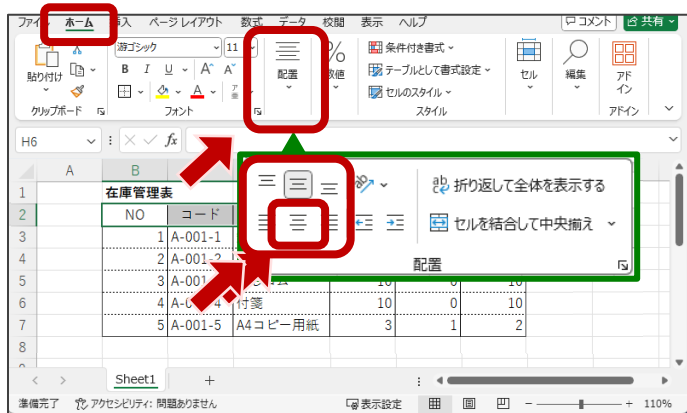 ファイル ホーム 挿入 ページ レイアウト 数式 データ 校閲 表示 ヘルプ コメント 共有
貼り付け
游ゴシック 11
B I U A A
配置
% 数値
条件付き書式
テーブルとして書式設定
セルのスタイル
セル
編集
アド
イン
クリップボード フォント スタイル アドイン
H6 fx
A B
1 在庫管理表
2 NO コード
3 1 A-001-1
4 2 A-001-2
5 3 A-001 10 0 10
6 4 A-0 4 付箋 10 0 10
7 5 A-001-5 A4コピー用紙 3 1 2
8
ab 折り返して全体を表示する
セルを結合して中央揃え
配置
Sheet1 +
準備完了 アクセシビリティ: 問題ありません 表示設定 - + 110%